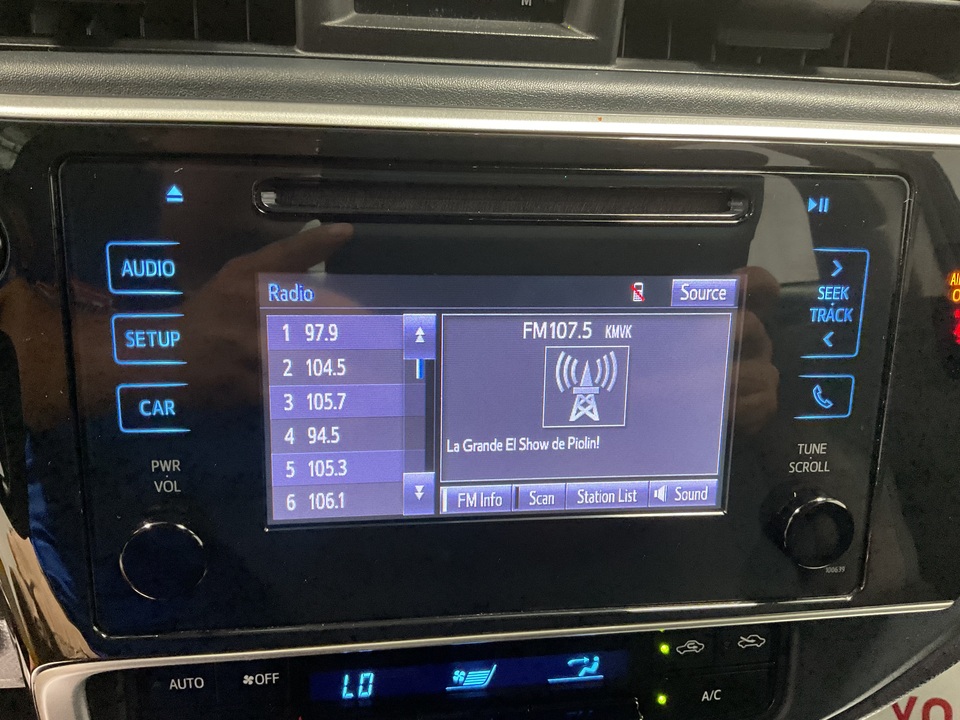 M
AUDIO
SETUP
CAR
PWR
VOL
Radio
Source
1 97.9
2 104.5
3 105.7
4 94.5
5 105.3
6 106.1
FM107.5 KMVK
La Grande El Show de Piolin!
FM Info
Scan
Station List
Sound
SEEK
TRACK
TUNE
SCROLL
100679
AUTO
OFF
LO
A/C
YO